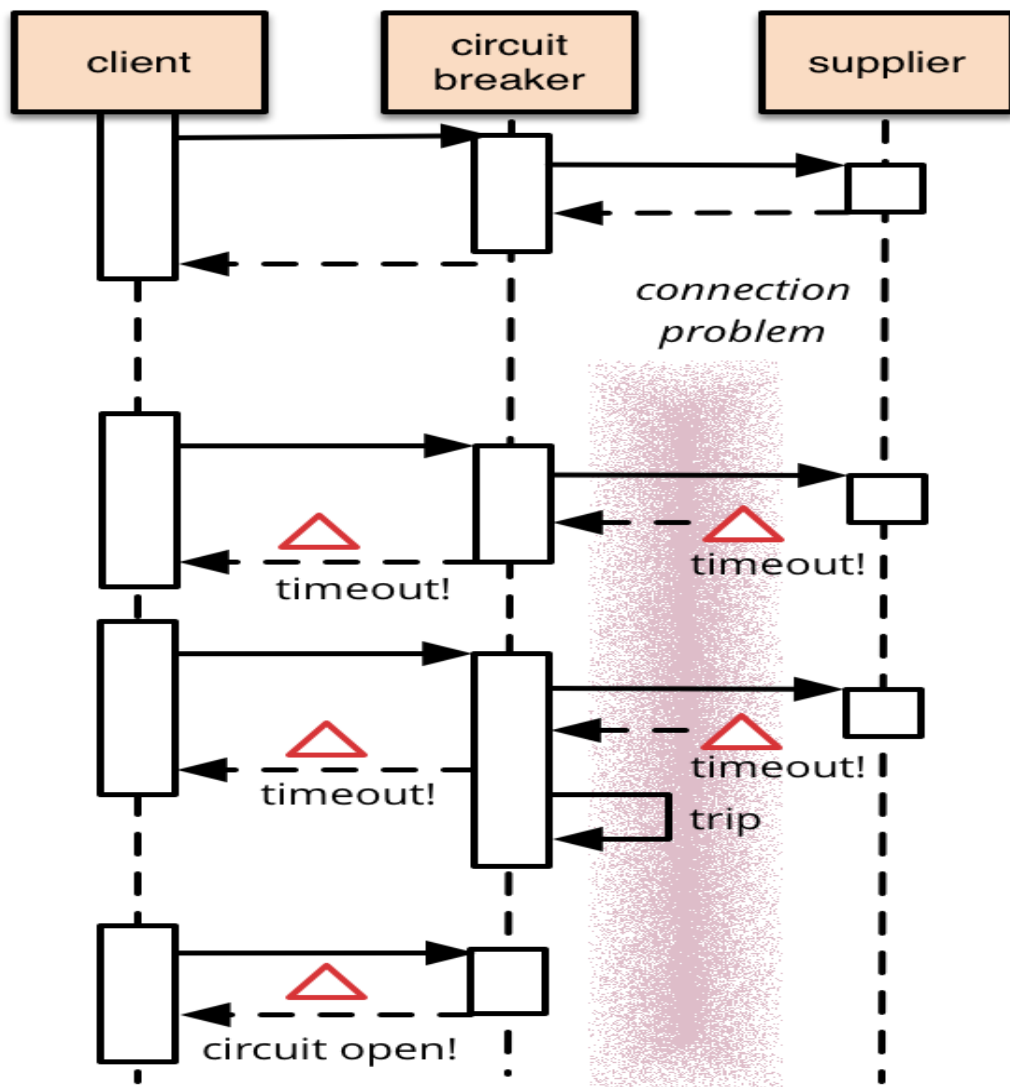 client
circuit
breaker
supplier
connection
problem
timeout!
timeout!
timeout!
timeout!
trip
circuit open!